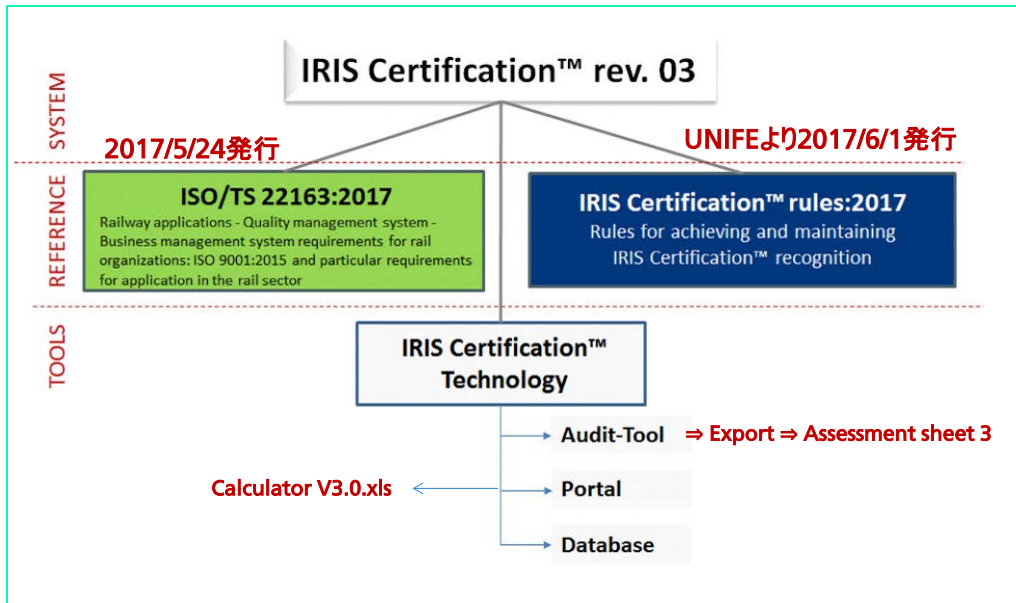 IRIS Certification™ rev. 03
SYSTEM
2017/5/24発行
UNIFEより2017/6/1発行
REFERENCE
ISO/TS 22163:2017
Railway applications - Quality management system -
Business management system requirements for rail
organizations: ISO 9001:2015 and particular requirements
for application in the rail sector
IRIS Certification™ rules:2017
Rules for achieving and maintaining
IRIS Certification™ recognition
TOOLS
IRIS Certification™
Technology
Audit-Tool ⇒ Export ⇒ Assessment sheet 3
Calculator V3.0.xls
Portal
Database